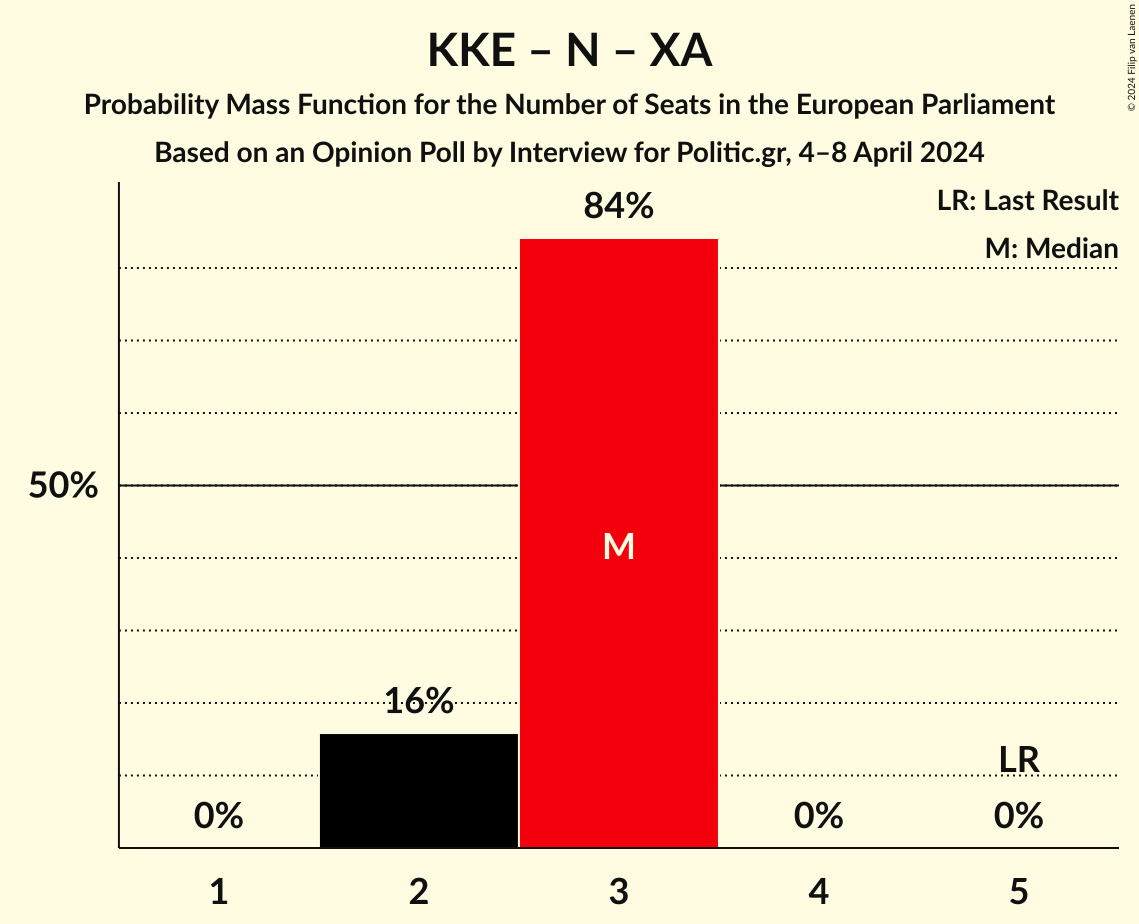 KKE – N – XA
Probability Mass Function for the Number of Seats in the European Parliament
Based on an Opinion Poll by Interview for Politic.gr, 4–8 April 2024
© 2024 Filip van Laenen
LR: Last Result
M: Median
84%
50%
M
16%
LR
0%
0%
0%
1
2
3
4
5